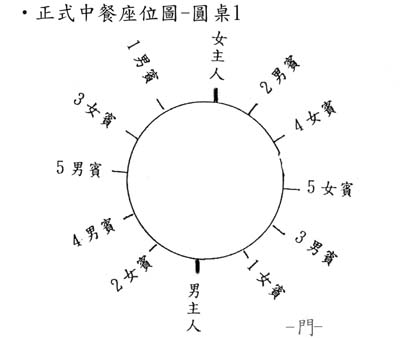 ・正式中餐座位圖-圓桌1
女主人
2男賓
4女賓
5女賓
3男賓
1女賓
男主人
2女賓
4男賓
5男賓
3女賓
1男賓
-門-